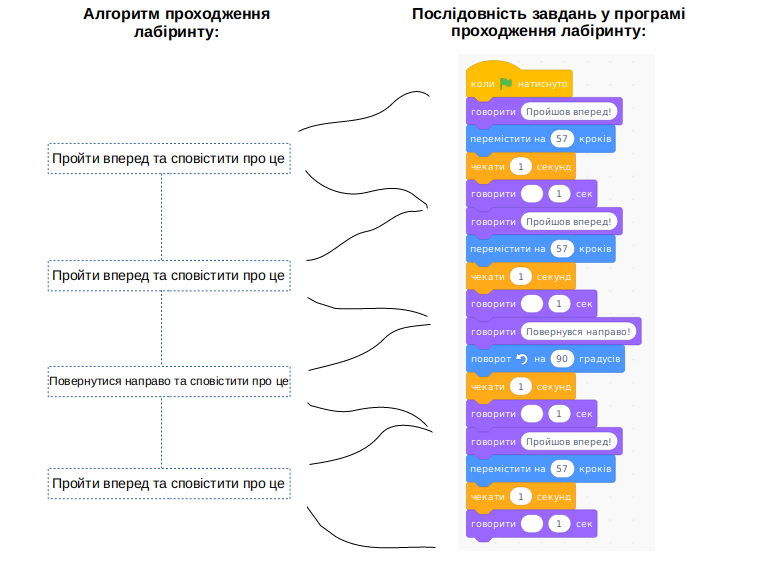 Алгоритм проходження
лабіринту:
Пройти вперед та сповістити про це
Пройти вперед та сповістити про це
Повернутися направо та сповістити про це
Пройти вперед та сповістити про це
Послідовність завдань у програмі
проходження лабіринту:
коли натиснуто
говорити Пройшов вперед!
перемістити на 57 кроків
чекати 1 секунд
говорити 1 сек
говорити Пройшов вперед!
перемістити на 57 кроків
чекати 1 секунд
говорити 1 сек
говорити Повернувся направо!
поворот на 90 градусів
чекати 1 секунд
говорити 1 сек
говорити Пройшов вперед!
перемістити на 57 кроків
чекати 1 секунд
говорити 1 сек